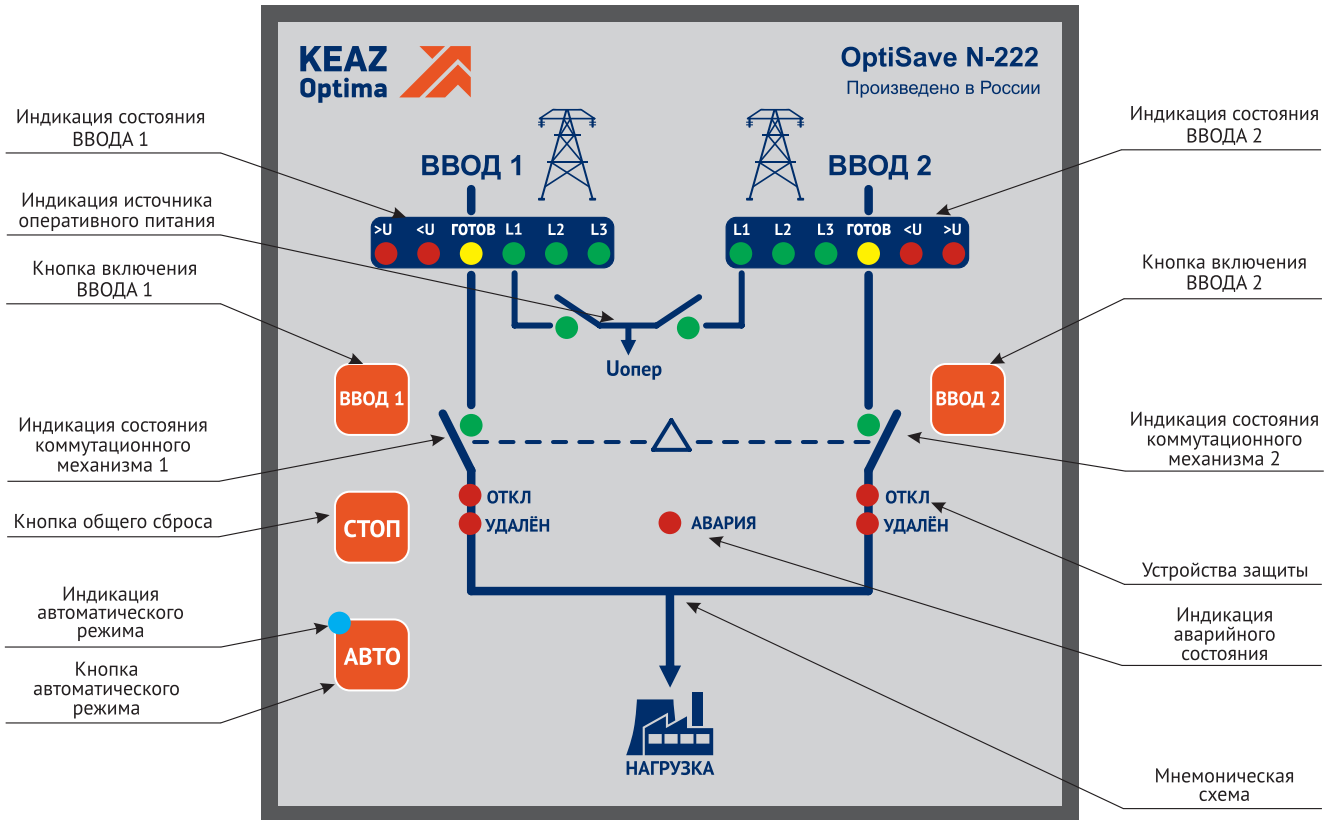 KEAZ
Optima
OptiSave N-222
Произведено в России
Индикация состояния
ВВОДА 1
Индикация источника
оперативного питания
Кнопка включения
ВВОДА 1
Индикация состояния
коммутационного
механизма 1
Кнопка общего сброса
Индикация
автоматического
режима
Кнопка
автоматического
режима
ВВОД 1
ВВОД 2
>U <U ГОТОВ L1 L2 L3
L1 L2 L3 ГОТОВ <U >U
Uопер
ВВОД 1
ВВОД 2
СТОП
АВТО
ОТКЛ
УДАЛЁН
АВАРИЯ
ОТКЛ
УДАЛЁН
НАГРУЗКА
Индикация состояния
ВВОДА 2
Кнопка включения
ВВОДА 2
Индикация состояния
коммутационного
механизма 2
Устройства защиты
Индикация
аварийного
состояния
Мнемоническая
схема